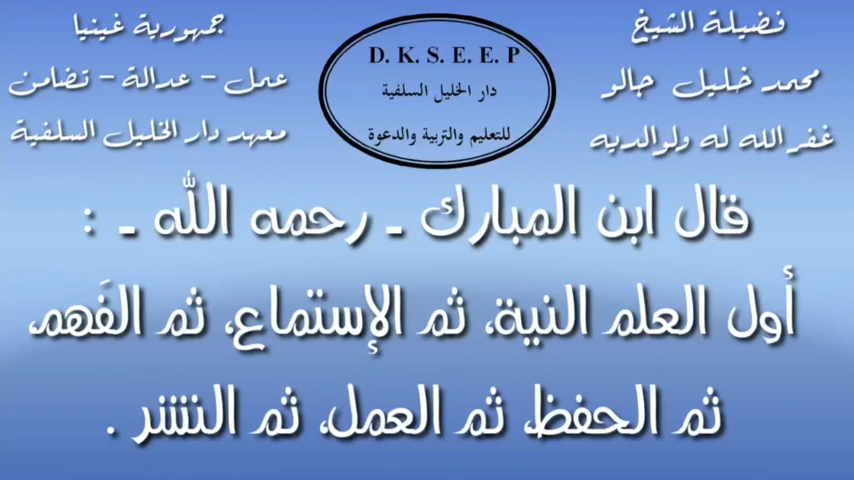 فضيلة الشيخ
محمد خليل جالو
غفر الله له ولوالديه
D. K. S. E. E. P
دار الخليل السلفية
للتعليم والتربية والدعوة
جمهورية غينيا
عمل - عدالة - تضامن
معهد دار الخليل السلفية
قال ابن المبارك ـ رحمه الله ـ :
أول العلم النية، ثم الإستماع، ثم الفَهم،
ثم الحفظ، ثم العمل، ثم النشر .